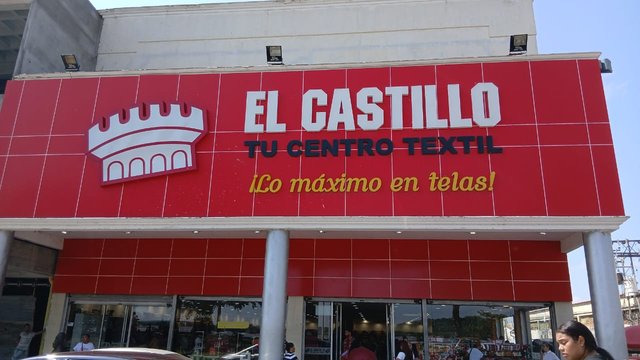 EL CASTILLO
TU CENTRO TEXTIL
¡Lo máximo en telas!